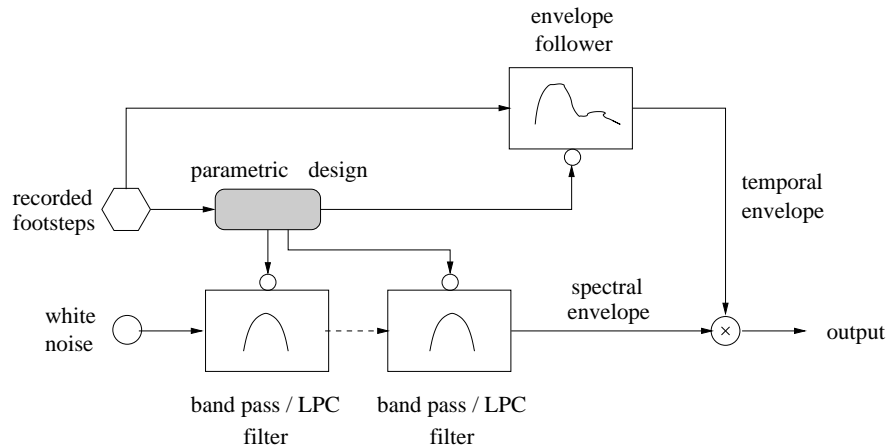 envelope
follower
parametric design
recorded
footsteps
temporal
envelope
white
noise
spectral
envelope
×
output
band pass / LPC
filter
band pass / LPC
filter